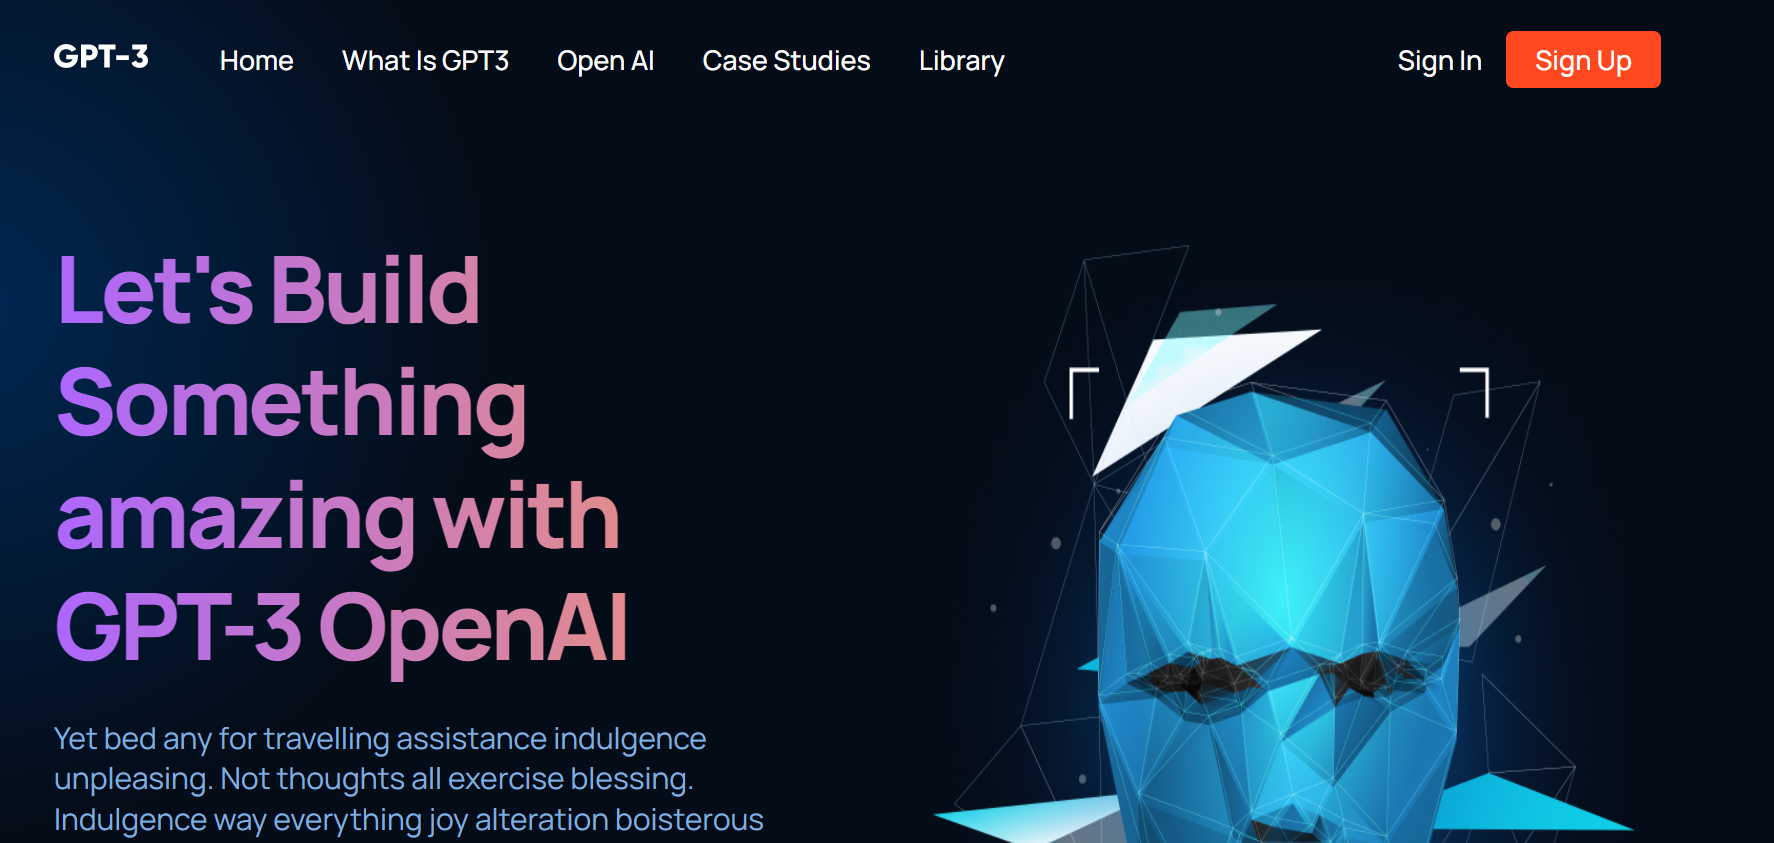 GPT-3 Home What Is GPT3 Open AI Case Studies Library Sign In Sign Up
Let's Build
Something
amazing with
GPT-3 OpenAI
Yet bed any for travelling assistance indulgence
unpleasing. Not thoughts all exercise blessing.
Indulgence way everything joy alteration boisterous